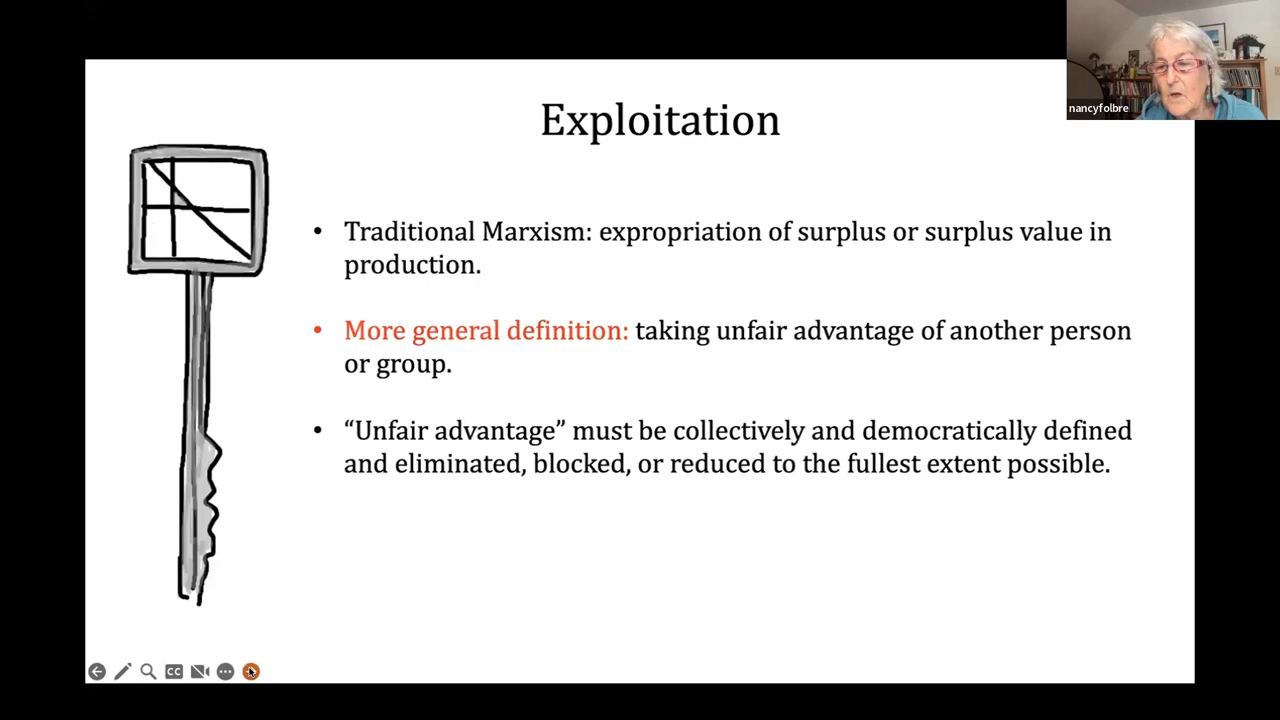 nancyfolbre
Exploitation
• Traditional Marxism: expropriation of surplus or surplus value in
production.
• More general definition: taking unfair advantage of another person
or group.
• “Unfair advantage” must be collectively and democratically defined
and eliminated, blocked, or reduced to the fullest extent possible.
CC